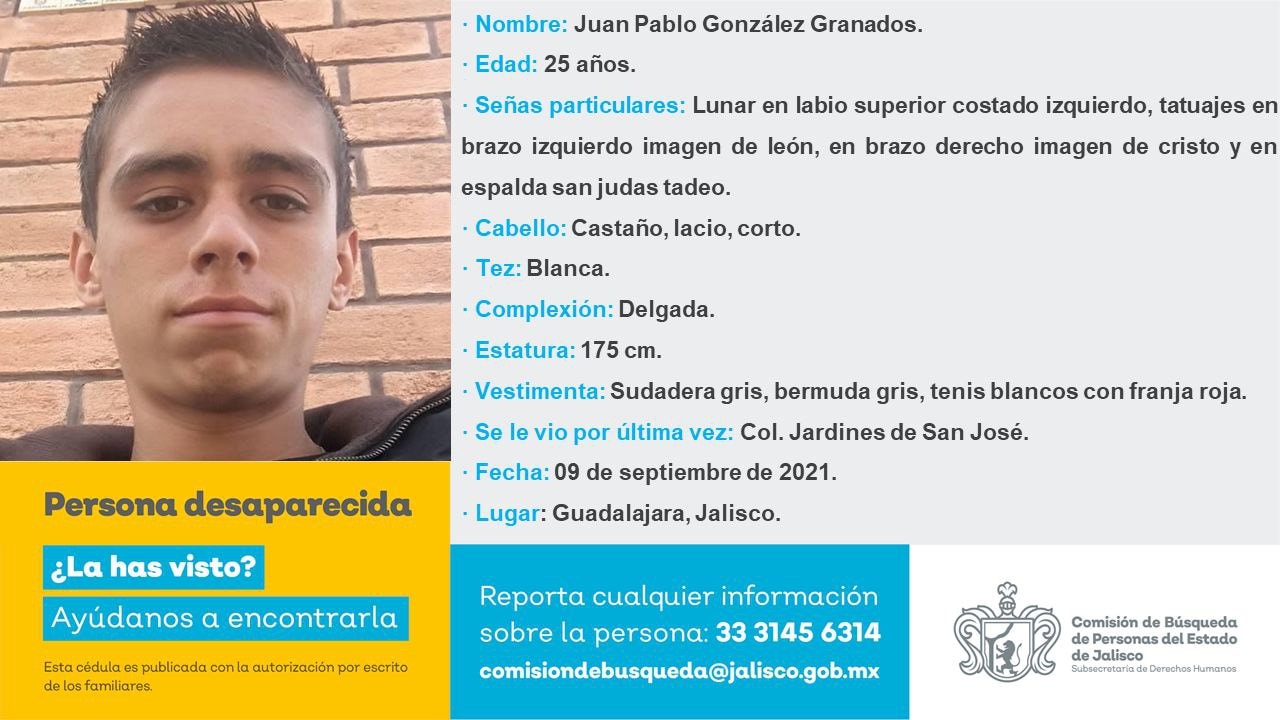 · Nombre: Juan Pablo González Granados.
· Edad: 25 años.
· Señas particulares: Lunar en labio superior costado izquierdo, tatuajes en
brazo izquierdo imagen de león, en brazo derecho imagen de cristo y en
espalda san judas tadeo.
· Cabello: Castaño, lacio, corto.
· Tez: Blanca.
· Complexión: Delgada.
· Estatura: 175 cm.
· Vestimenta: Sudadera gris, bermuda gris, tenis blancos con franja roja.
· Se le vio por última vez: Col. Jardines de San José.
· Fecha: 09 de septiembre de 2021.
· Lugar: Guadalajara, Jalisco.
Persona desaparecida
¿La has visto?
Ayúdanos a encontrarla
Esta cédula es publicada con la autorización por escrito
de los familiares.
Reporta cualquier información
sobre la persona: 33 3145 6314
comisiondebusqueda@jalisco.gob.mx
Comisión de Búsqueda
de Personas del Estado
de Jalisco
Subsecretaría de Derechos Humanos